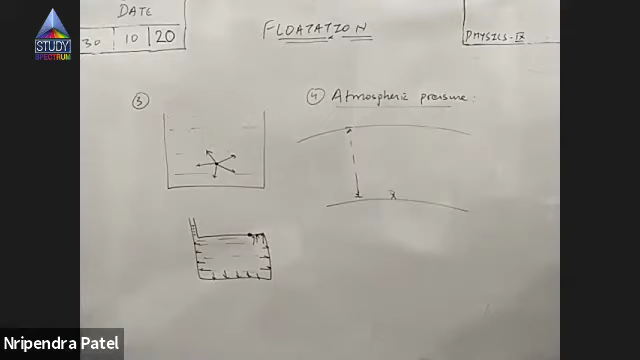 DATE
30 10 20
STUDY
SPECTRUM
FLOATATION
PHYSICS-IX
③
④ Atmospheric pressure:
Nripendra Patel